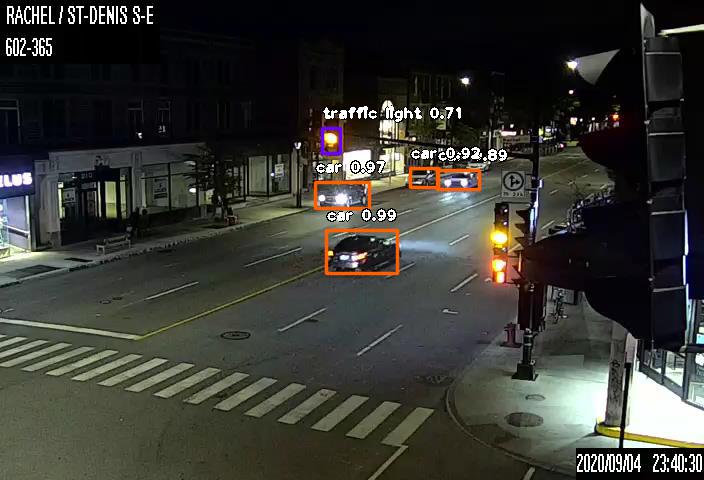 RACHEL / ST-DENIS S-E
602-365
traffic light 0.71
car 0.97
car 0.92
.89
car 0.99
2020/09/04 23:40:30